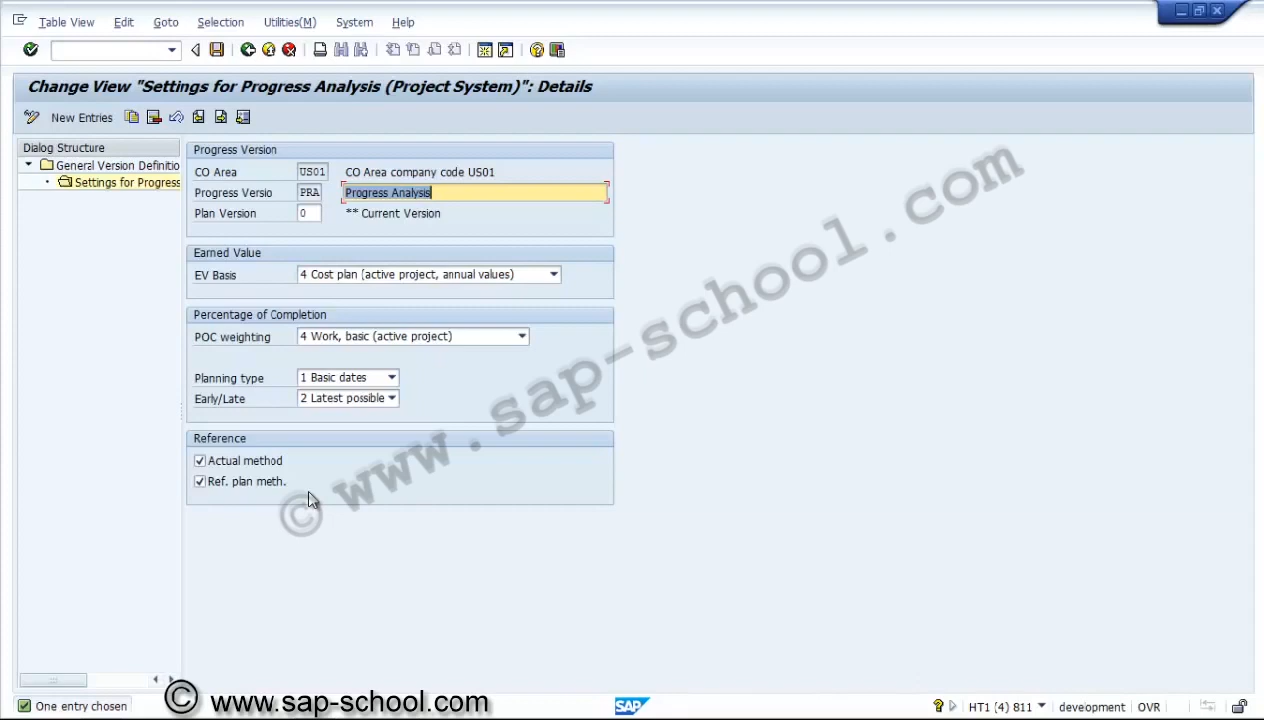 Table View Edit Goto Selection Utilities(M) System Help
Change View "Settings for Progress Analysis (Project System)": Details
New Entries
Dialog Structure
General Version Definitio
Settings for Progress
Progress Version
CO Area US01 CO Area company code US01
Progress Versio PRA Progress Analysis
Plan Version 0 ** Current Version
Earned Value
EV Basis 4 Cost plan (active project, annual values)
Percentage of Completion
POC weighting 4 Work, basic (active project)
Planning type 1 Basic dates
Early/Late 2 Latest possible
Reference
Actual method
Ref. plan meth.
© www.sap-school.com
One entry chosen
© www.sap-school.com
SAP
HT1 (4) 811 development OVR